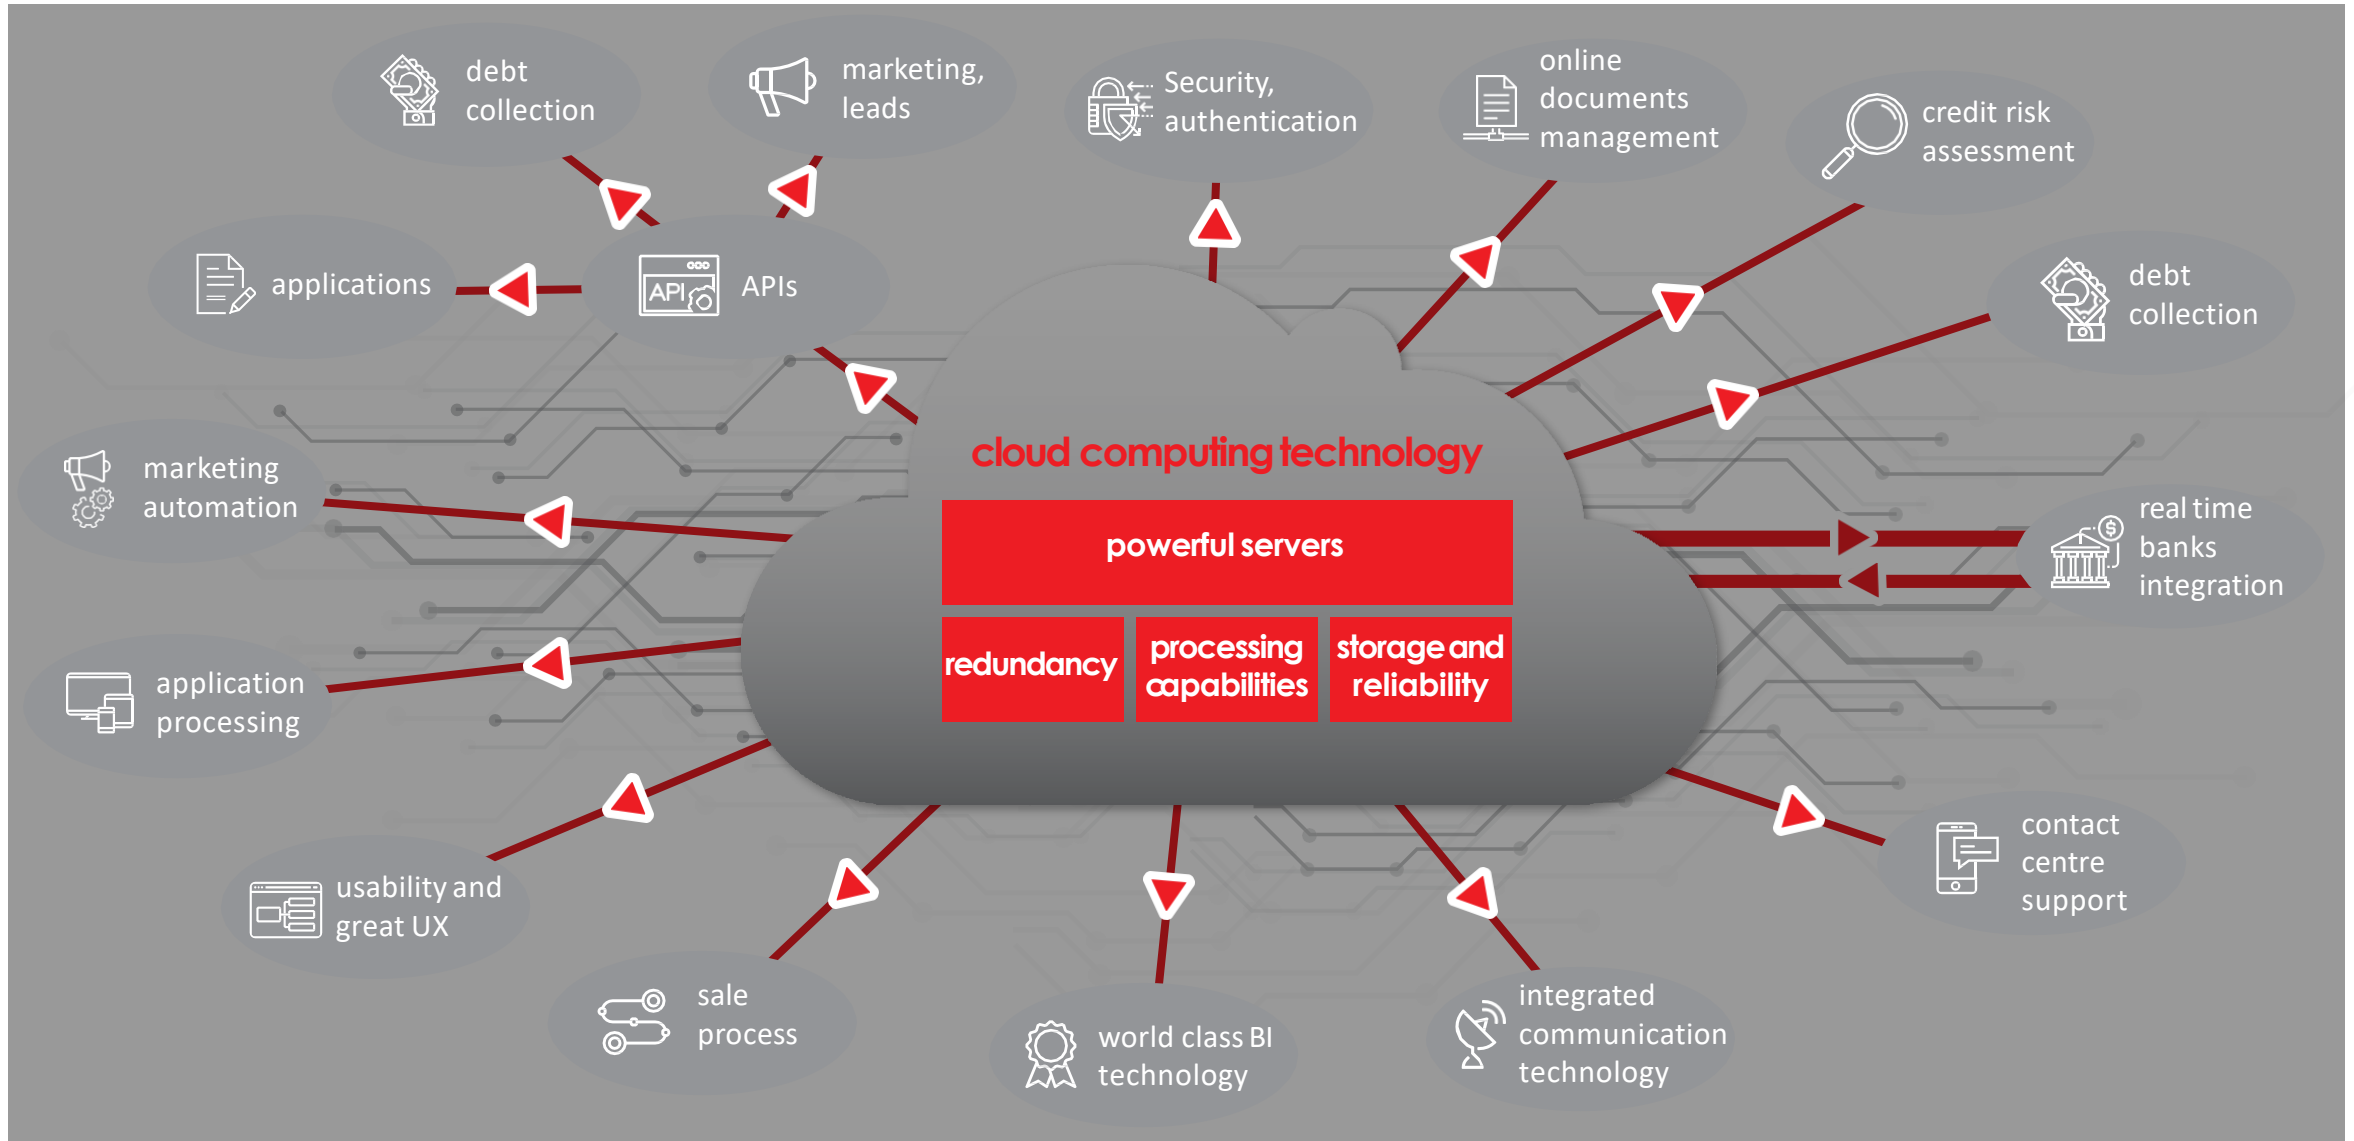 debt
collection
marketing,
leads
Security,
authentication
online
documents
management
credit risk
assessment
applications
API
APIs
debt
collection
cloud computing technology
marketing
automation
powerful servers
real time
banks
integration
$
redundancy
processing
capabilities
storage and
reliability
application
processing
usability and
great UX
contact
centre
support
sale
process
world class BI
technology
integrated
communication
technology